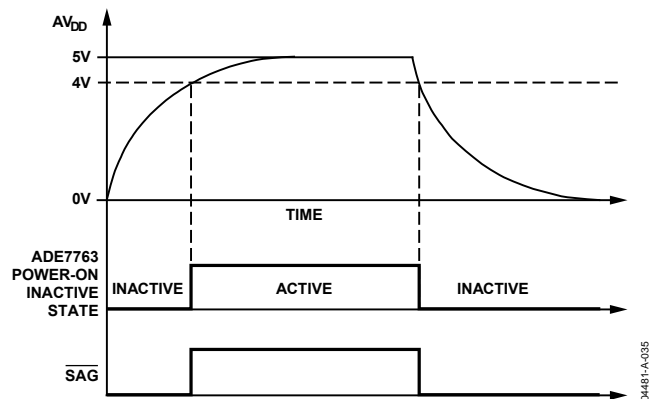 AVDD
5V
4V
0V
TIME
ADE7763
POWER-ON
INACTIVE
STATE
INACTIVE
ACTIVE
INACTIVE
SAG
04481-A-035